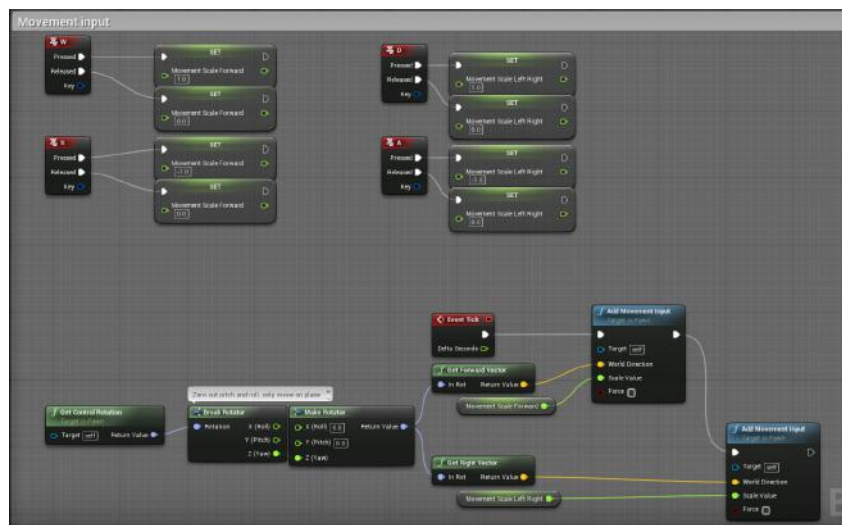 Movement input
W
Pressed
Released
Key
SET
Movement Scale Forward
1.0
SET
Movement Scale Forward
0.0
D
Pressed
Released
Key
SET
Movement Scale Left Right
1.0
SET
Movement Scale Left Right
0.0
S
Pressed
Released
Key
SET
Movement Scale Forward
-1.0
SET
Movement Scale Forward
0.0
A
Pressed
Released
Key
SET
Movement Scale Left Right
-1.0
SET
Movement Scale Left Right
0.0
Event Tick
Delta Seconds
Add Movement Input
Target is Pawn
Target self
World Direction
Scale Value
Force
Get Forward Vector
In Rot Return Value
Movement Scale Forward
Zero out pitch and roll, only move on plane
Get Control Rotation
Target is Pawn
Target self Return Value
Break Rotator
Rotation X (Roll)
Y (Pitch)
Z (Yaw)
Make Rotator
X (Roll) 0.0 Return Value
Y (Pitch) 0.0
Z (Yaw)
Get Right Vector
In Rot Return Value
Movement Scale Left Right
Add Movement Input
Target is Pawn
Target self
World Direction
Scale Value
Force